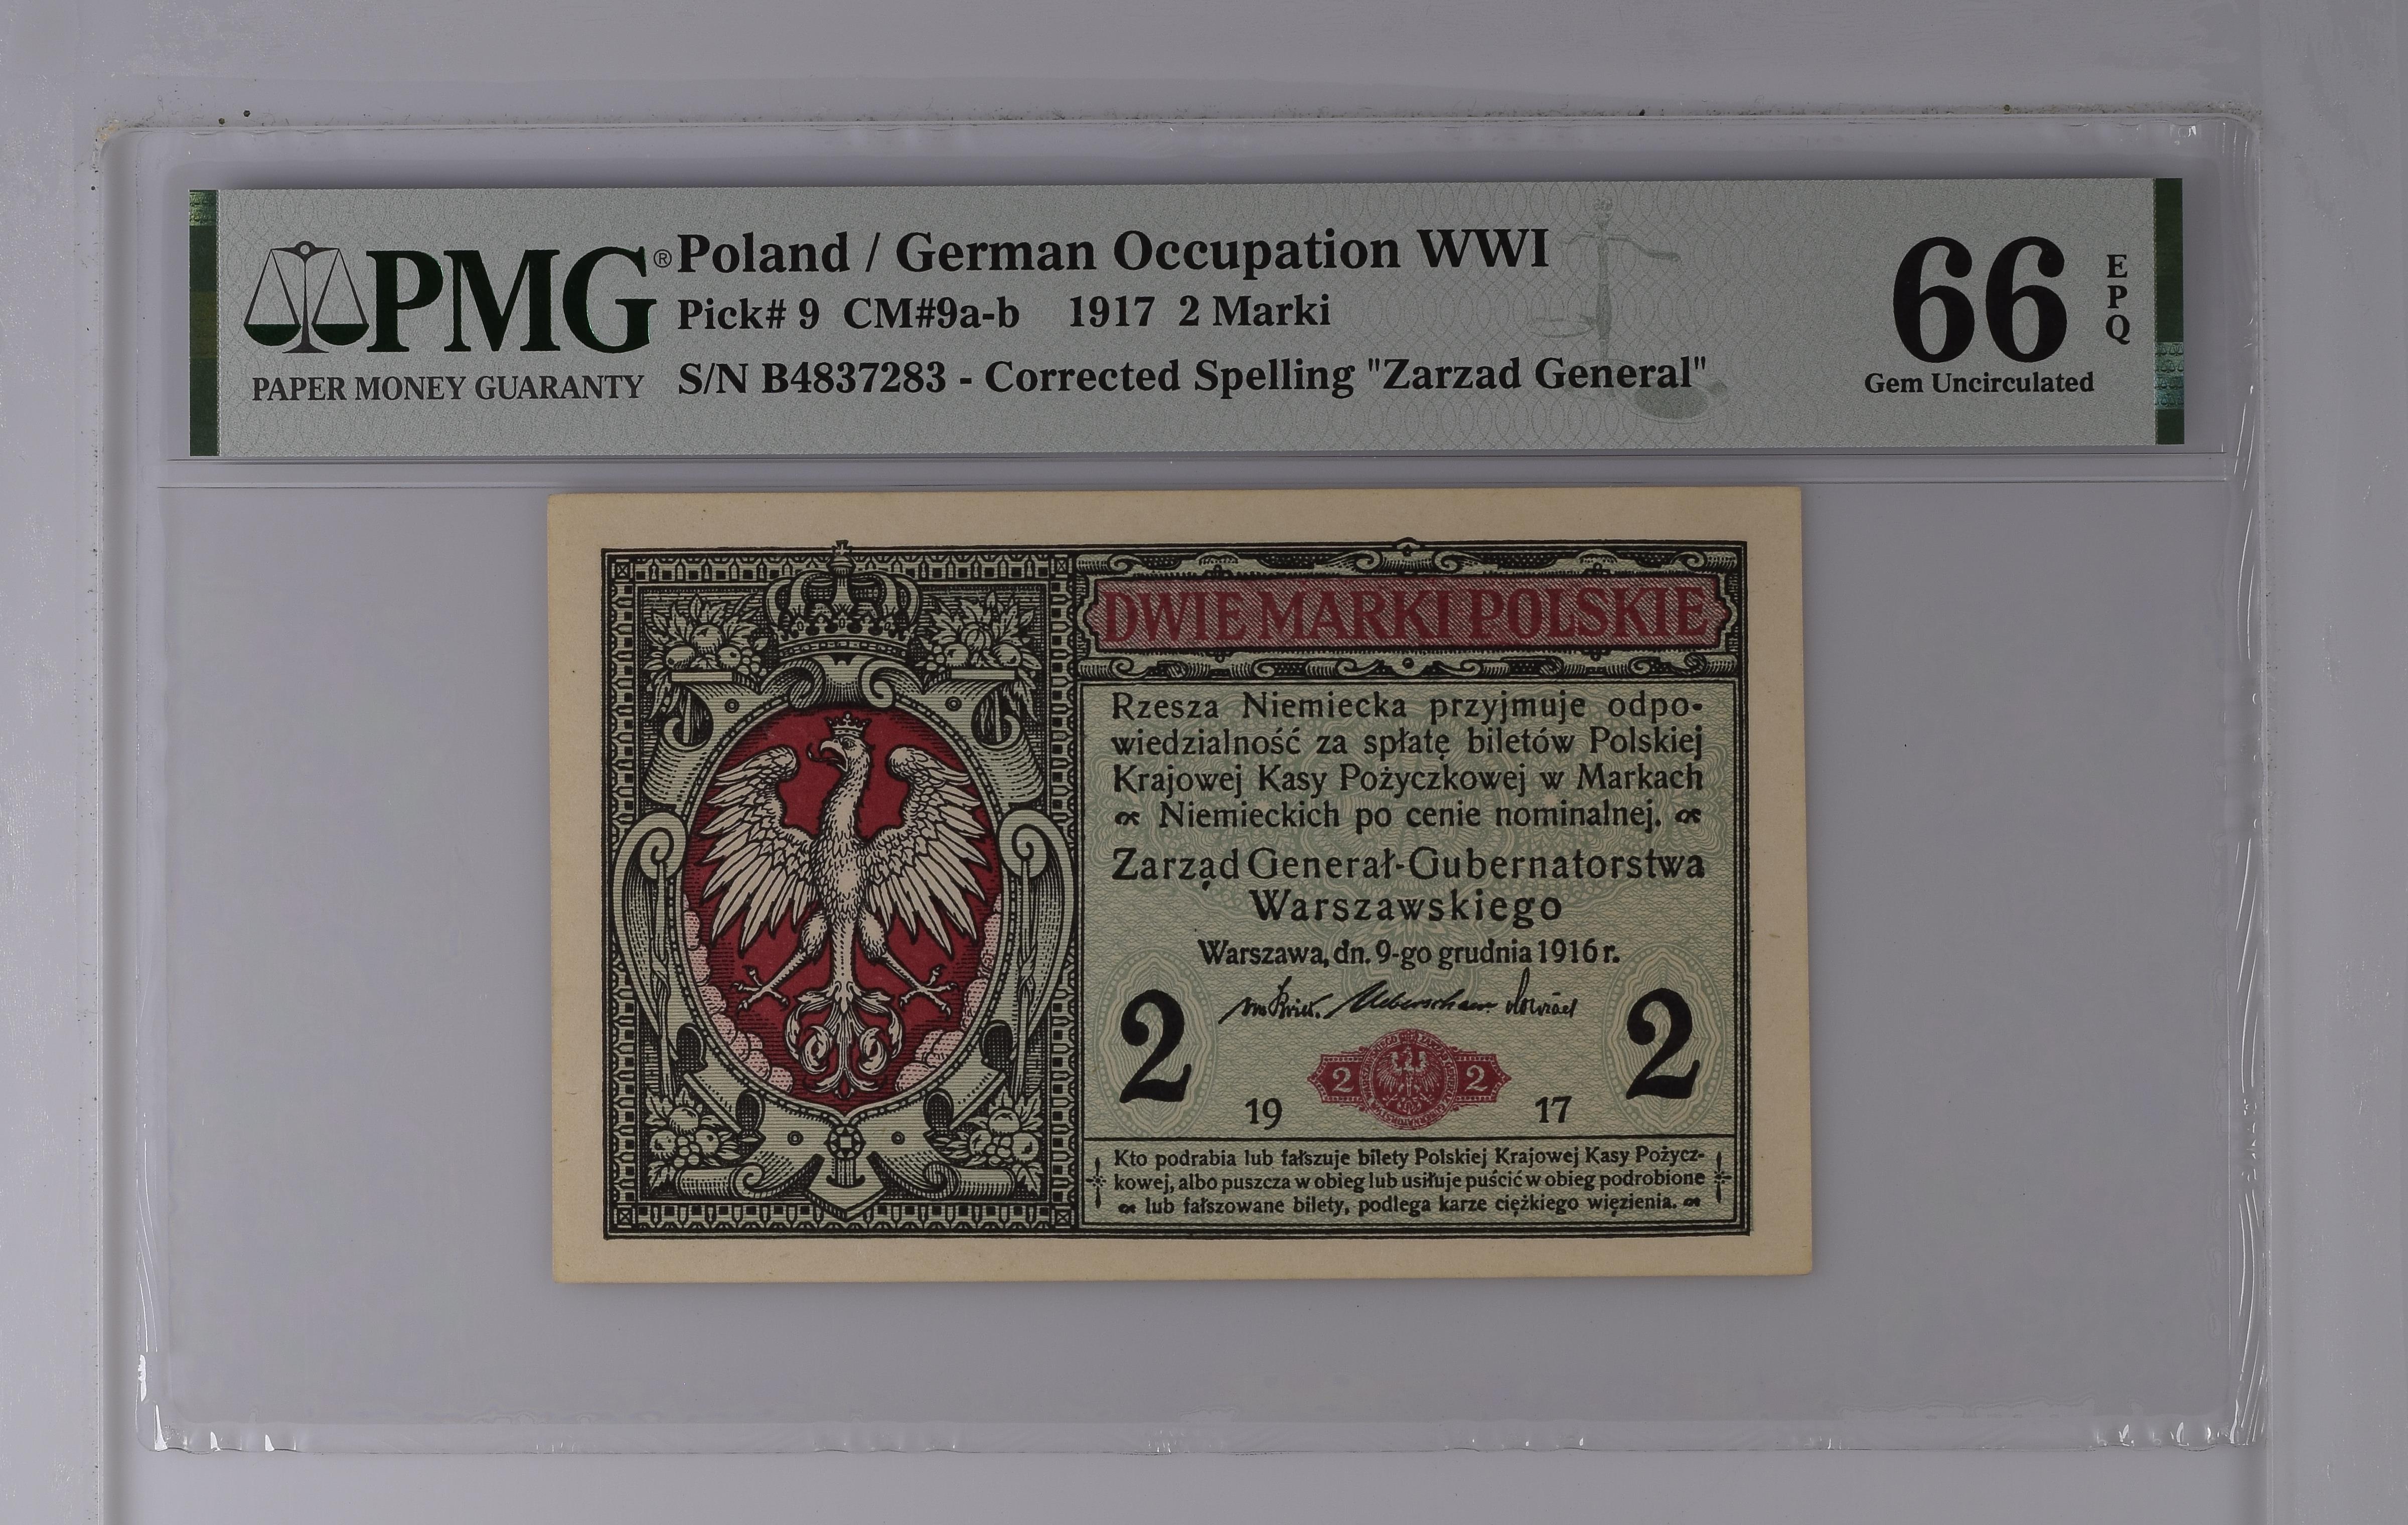 PMG®
PAPER MONEY GUARANTY
Poland / German Occupation WWI
Pick# 9 CM#9a-b 1917 2 Marki
S/N B4837283 - Corrected Spelling "Zarzad General"
66
EPQ
Gem Uncirculated
DWIE MARKI POLSKIE
Rzesza Niemiecka przyjmuje odpo-
wiedzialność za spłatę biletów Polskiej
Krajowej Kasy Pożyczkowej w Markach
Niemieckich po cenie nominalnej.
Zarząd Generał-Gubernatorstwa
Warszawskiego
Warszawa, dn. 9-go grudnia 1916 r.
2 2
2 2
19 17
Kto podrabia lub fałszuje bilety Polskiej Krajowej Kasy Pożycz-
kowej, albo puszcza w obieg lub usiłuje puścić w obieg podrobione
lub fałszowane bilety, podlega karze ciężkiego więzienia.